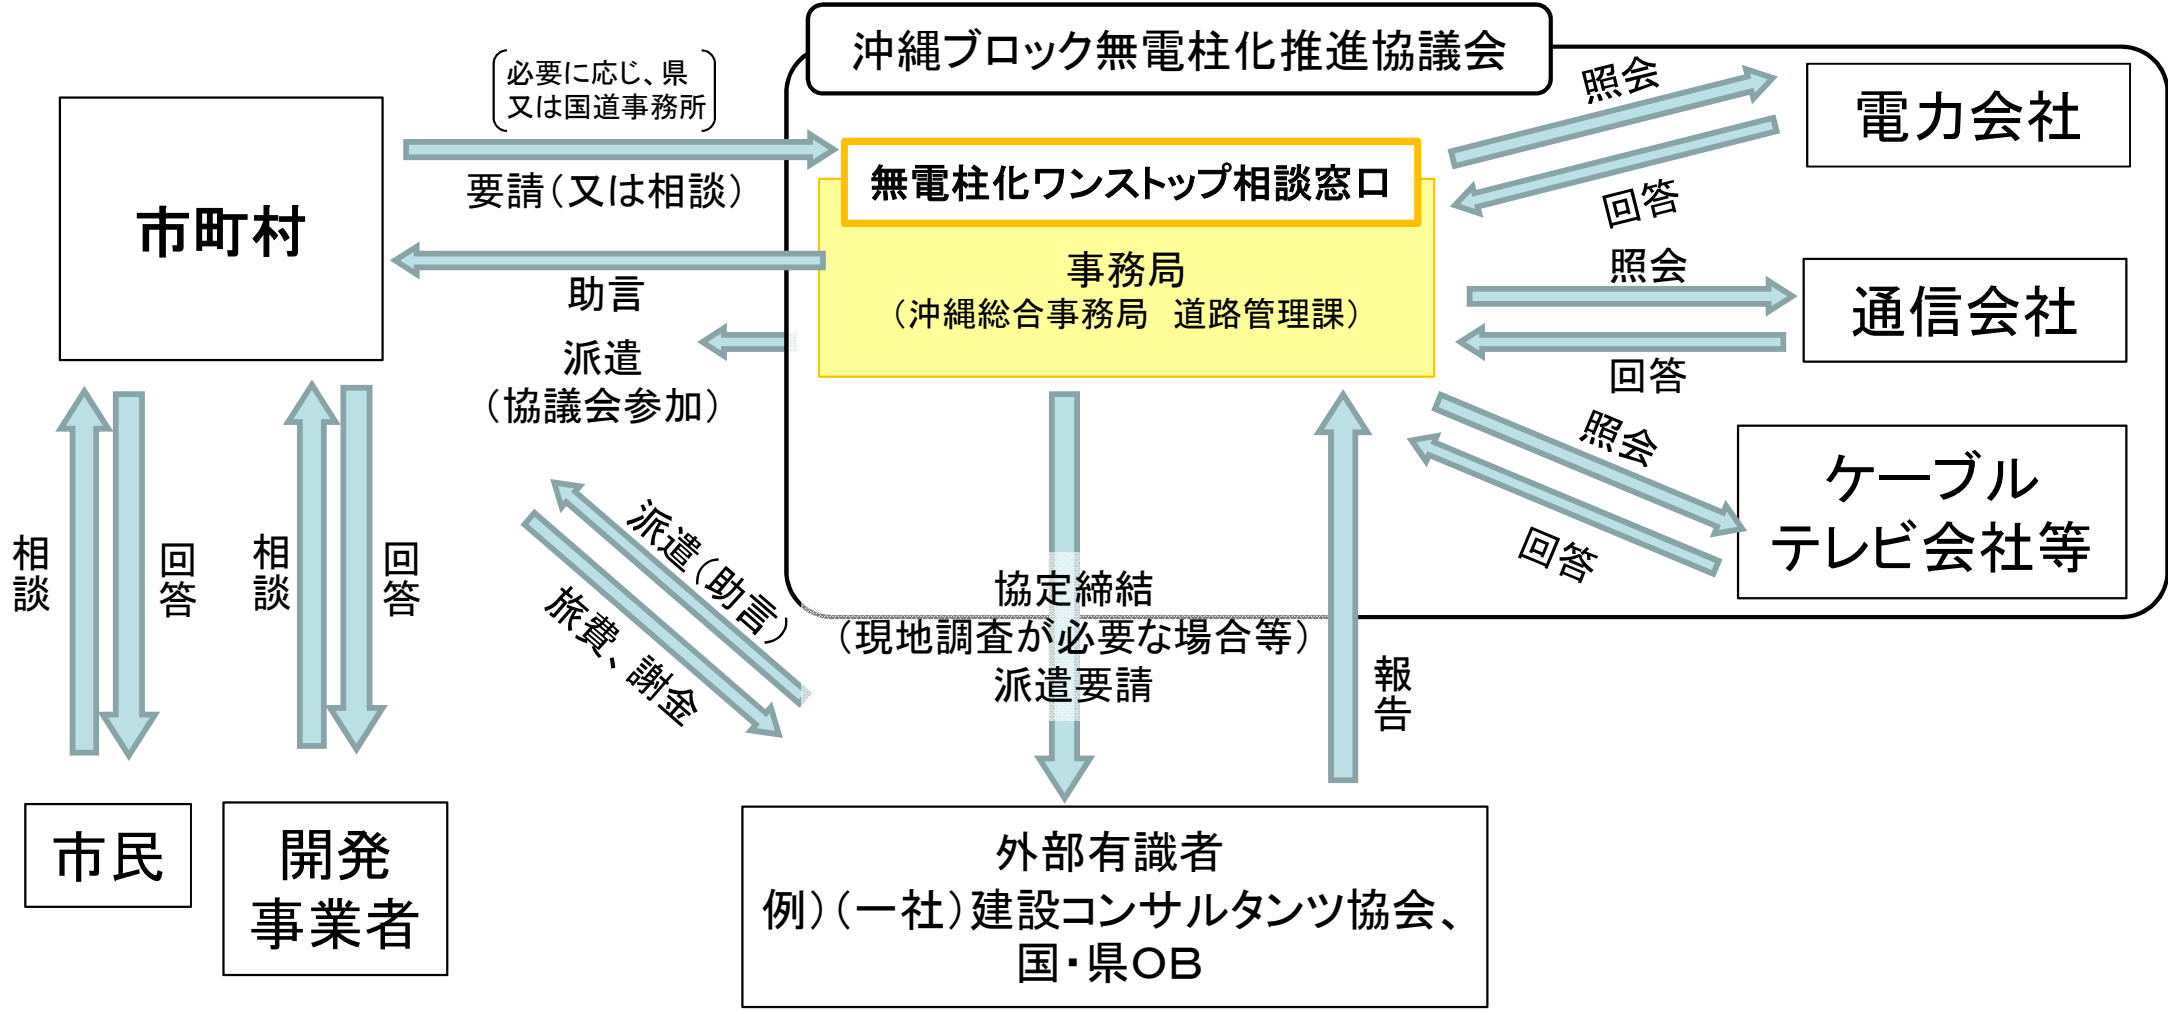 沖縄ブロック無電柱化推進協議会
必要に応じ、県
又は国道事務所
市町村
要請（又は相談）
無電柱化ワンストップ相談窓口
事務局
（沖縄総合事務局　道路管理課）
助言
派遣
（協議会参加）
照会
電力会社
回答
照会
通信会社
回答
照会
ケーブル
テレビ会社等
回答
相談
回答
相談
回答
派遣（助言）
旅費、謝金
協定締結
（現地調査が必要な場合等）
派遣要請
報告
市民
開発
事業者
外部有識者
例）（一社）建設コンサルタンツ協会、
国・県ＯＢ